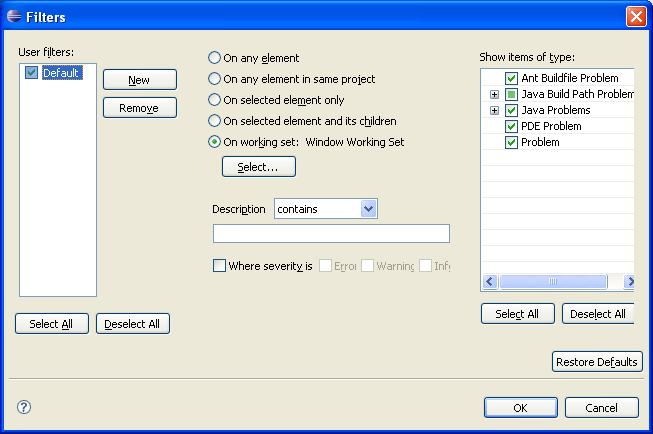 Filters
User filters:
Default
New
Remove
Select All
Deselect All
On any element
On any element in same project
On selected element only
On selected element and its children
On working set:  Window Working Set
Select...
Description
contains
Where severity is
Error
Warning
Info
Show items of type:
Ant Buildfile Problem
Java Build Path Problem
Java Problems
PDE Problem
Problem
Select All
Deselect All
Restore Defaults
?
OK
Cancel